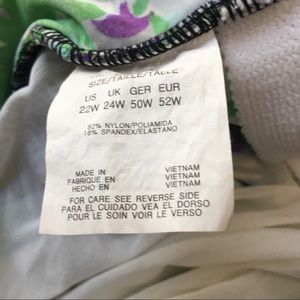 SIZE/TAILLE/TALLE
US UK GER EUR
22W 24W 50W 52W
82% NYLON/POLIAMIDA
18% SPANDEX/ELASTANO
MADE IN VIETNAM
FABRIQUE EN VIETNAM
HECHO EN VIETNAM
FOR CARE SEE REVERSE SIDE
PARA EL CUIDADO VEA EL DORSO
POUR LE SOIN VOIR LE VERSO